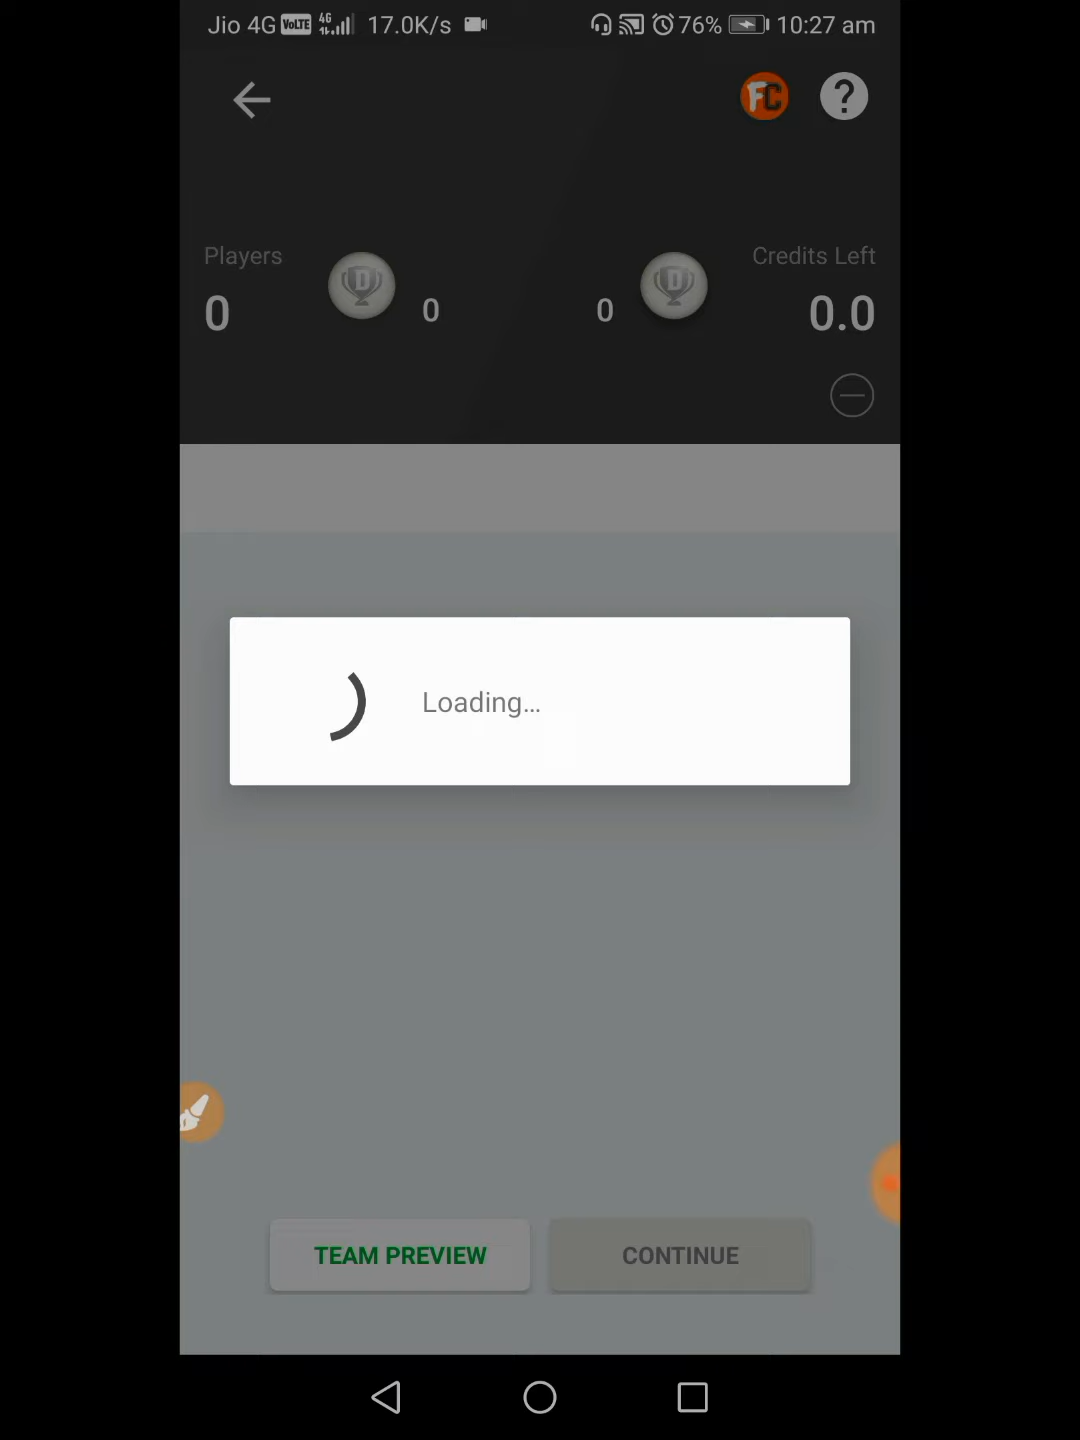 Jio 4G VoLTE 4G 17.0K/s 76% 10:27 am
FC ?
Players Credits Left
D D
0 0 0 0.0
Loading...
TEAM PREVIEW CONTINUE